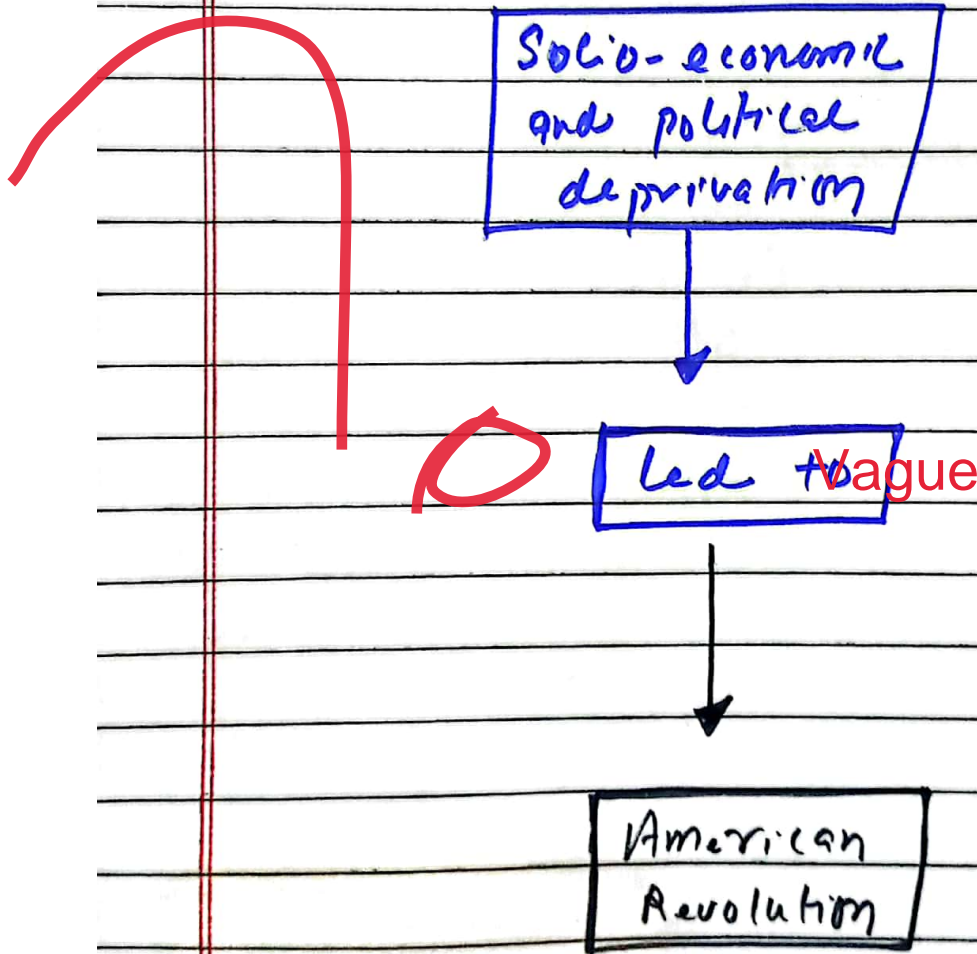 Socio-economic
and political
deprivation
Led to
Vague
American
Revolution